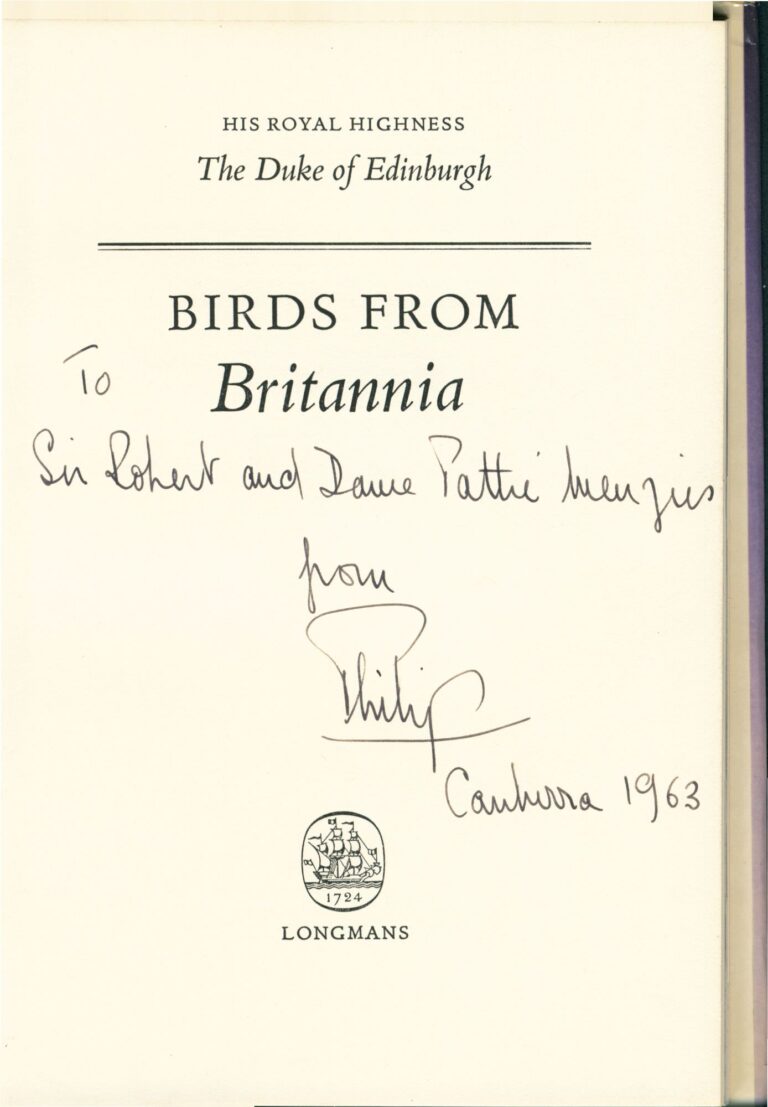 HIS ROYAL HIGHNESS
The Duke of Edinburgh
BIRDS FROM
Britannia
To
Sir Robert and Dame Pattie Menzies
from
Philip
Canberra 1963
1724
LONGMANS